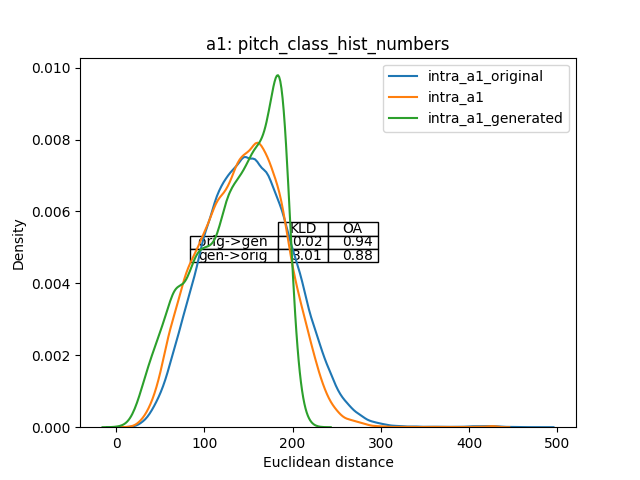 a1: pitch_class_hist_numbers
0.010
0.008
0.006
0.004
0.002
0.000
Density
intra_a1_original
intra_a1
intra_a1_generated
KLD OA
orig->gen 0.02 0.94
gen->orig 3.01 0.88
0 100 200 300 400 500
Euclidean distance